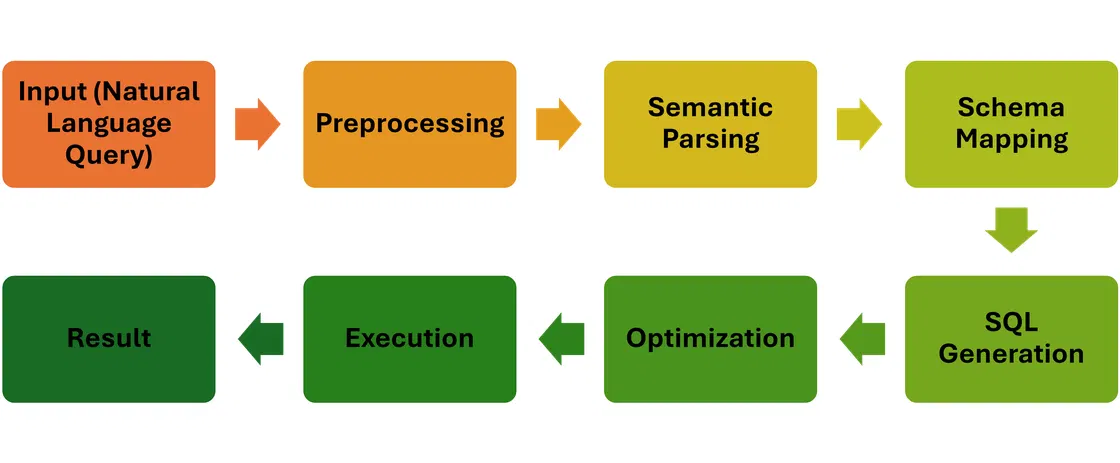 Input (Natural
Language
Query)
Preprocessing
Semantic
Parsing
Schema
Mapping
SQL
Generation
Optimization
Execution
Result